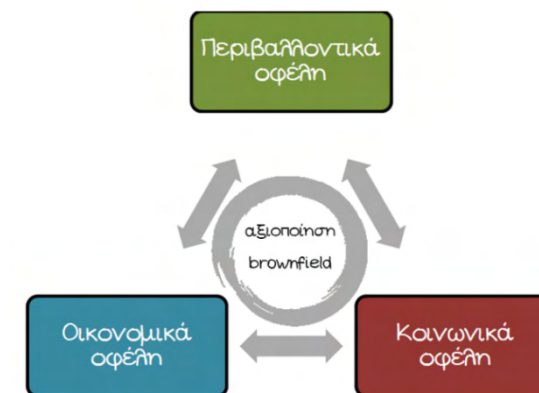 Περιβαλλοντικά
οφέλη
αξιοποίηση
brownfield
Οικονομικά
οφέλη
Κοινωνικά
οφέλη